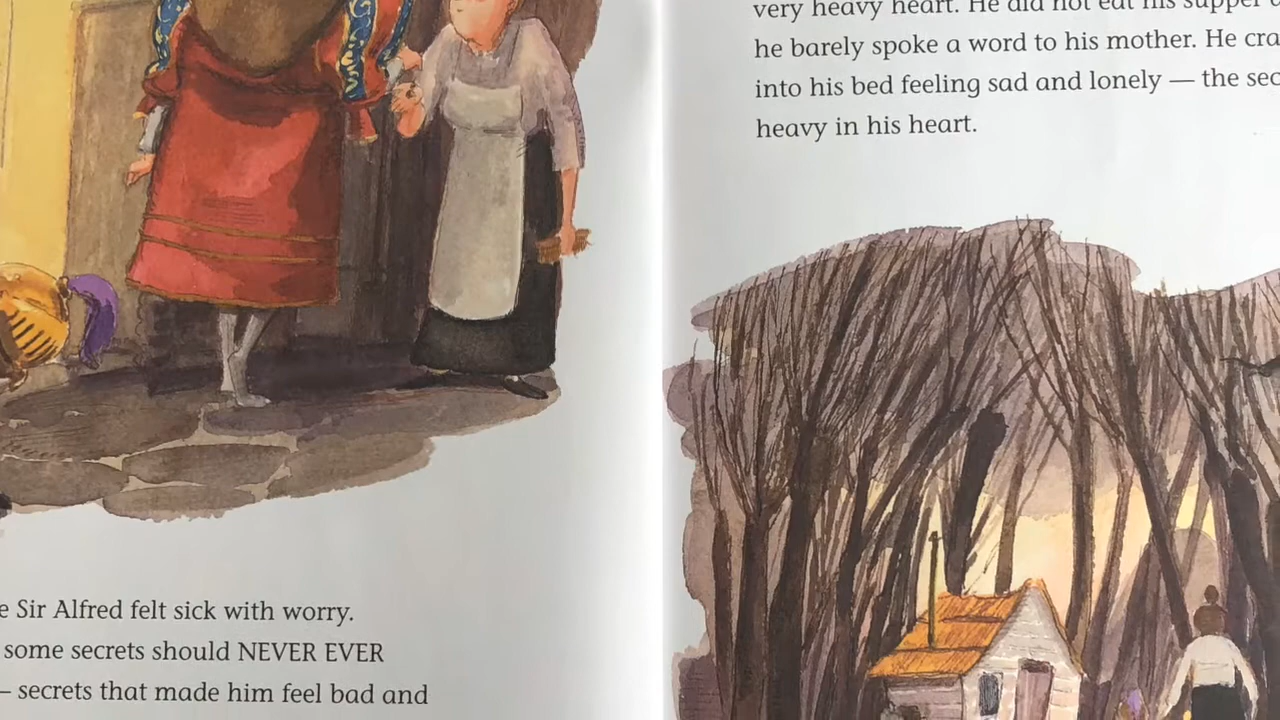 e Sir Alfred felt sick with worry.
some secrets should NEVER EVER
– secrets that made him feel bad and
very heavy heart. He did not eat his supper
he barely spoke a word to his mother. He cra
into his bed feeling sad and lonely — the sec
heavy in his heart.